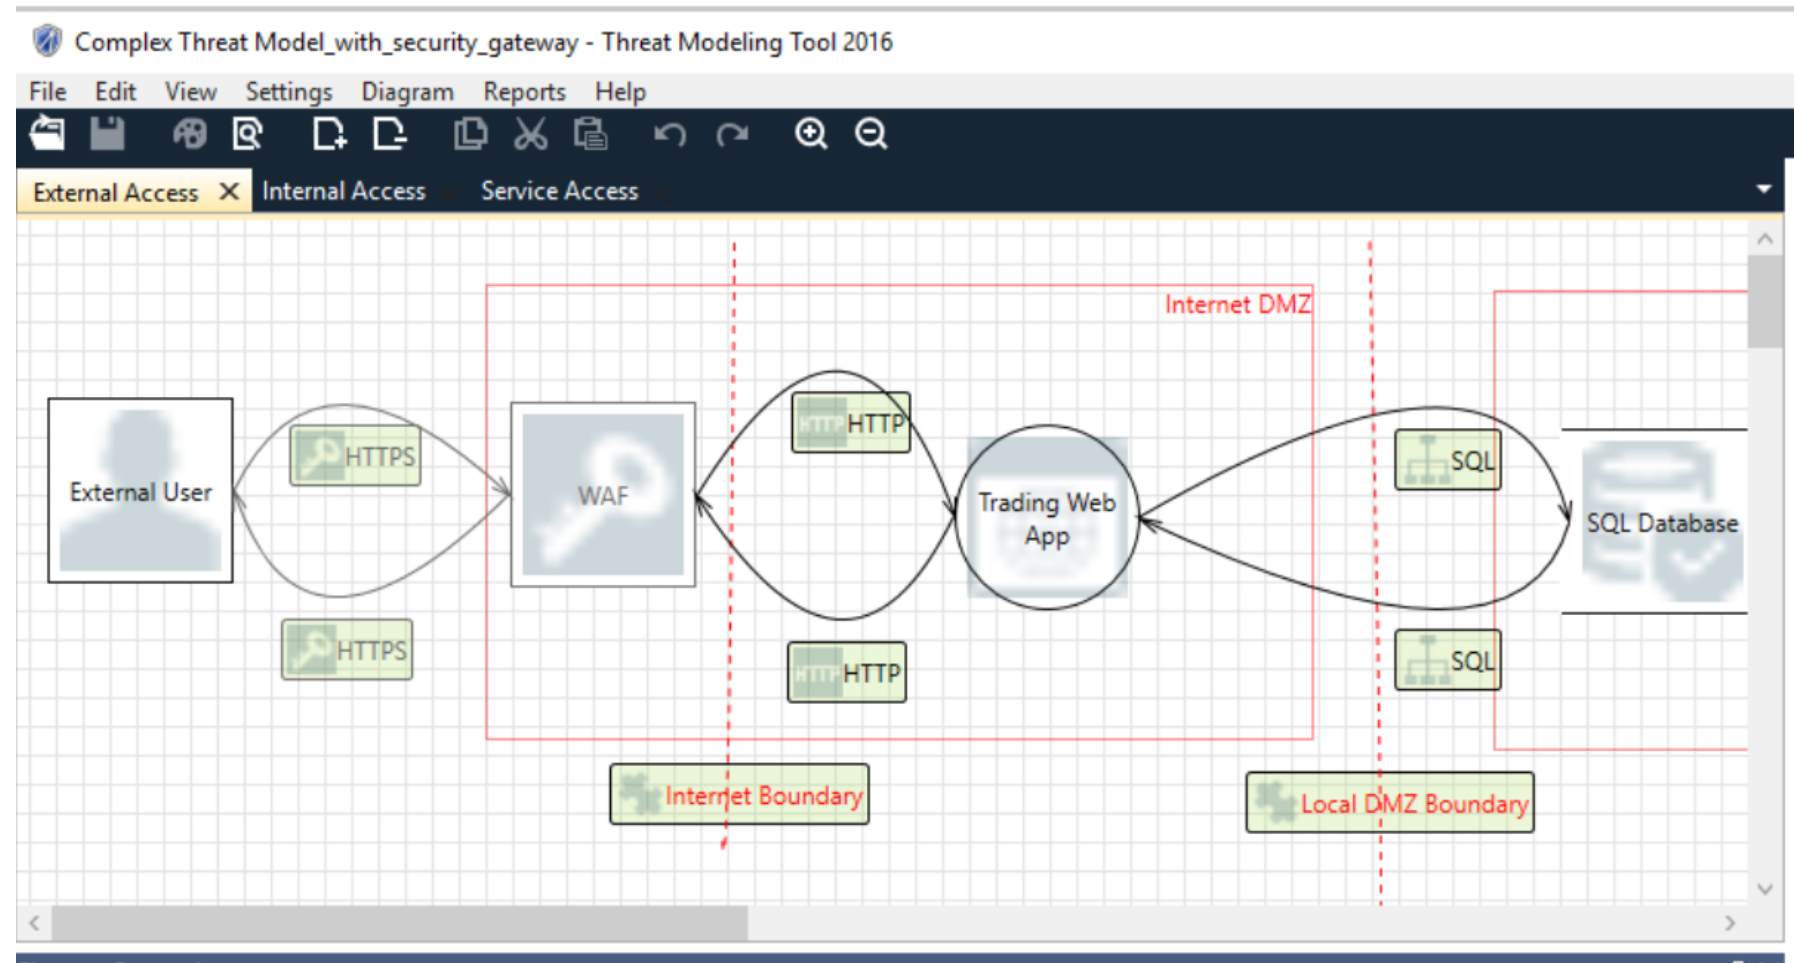 Complex Threat Model_with_security_gateway - Threat Modeling Tool 2016
File Edit View Settings Diagram Reports Help
External Access Internal Access Service Access
Internet DMZ
HTTPS
HTTP
SQL
External User
WAF
Trading Web
App
SQL Database
HTTPS
HTTP
SQL
Internet Boundary
Local DMZ Boundary